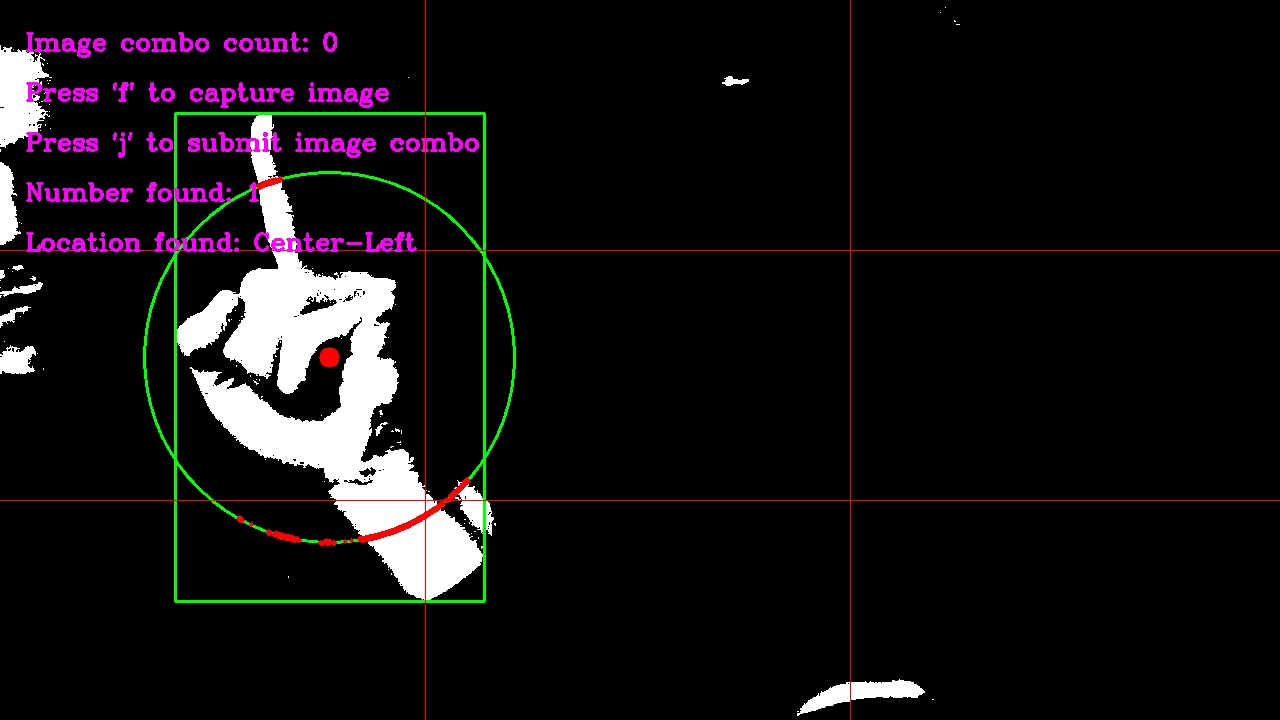 Image combo count: 0
Press 'f' to capture image
Press 'j' to submit image combo
Number found: 1
Location found: Center-Left